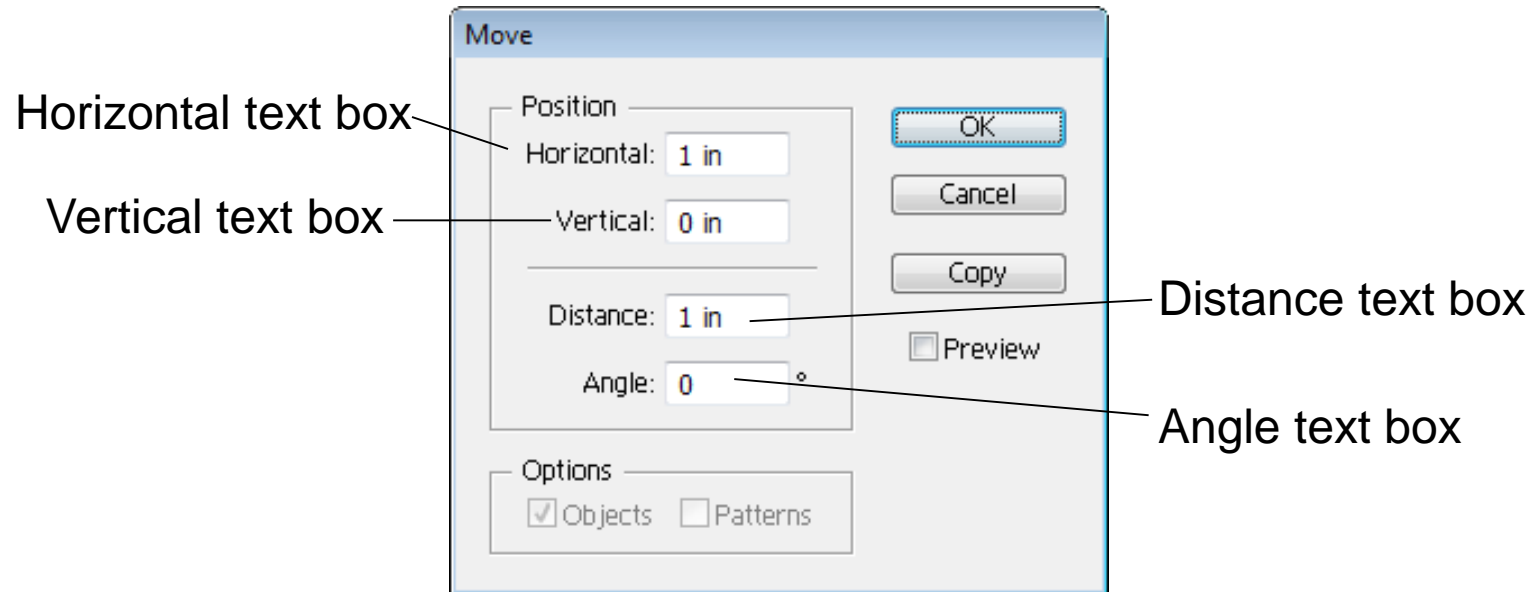 Move
Horizontal text box
Position
Horizontal: 1 in
OK
Vertical text box
Vertical: 0 in
Cancel
Copy
Distance: 1 in
Distance text box
Preview
Angle: 0 °
Angle text box
Options
Objects Patterns